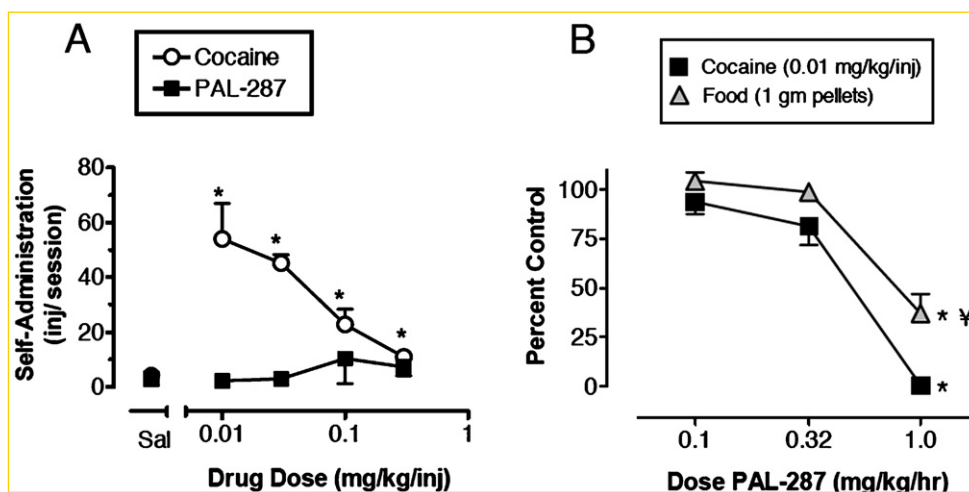 A
Cocaine
PAL-287
Self-Administration
(inj/session)
80
60
40
20
0
*
*
*
*
Sal
0.01
0.1
1
Drug Dose (mg/kg/inj)
B
Cocaine (0.01 mg/kg/inj)
Food (1 gm pellets)
Percent Control
100
75
50
25
0
* ¥
*
0.1
0.32
1.0
Dose PAL-287 (mg/kg/hr)